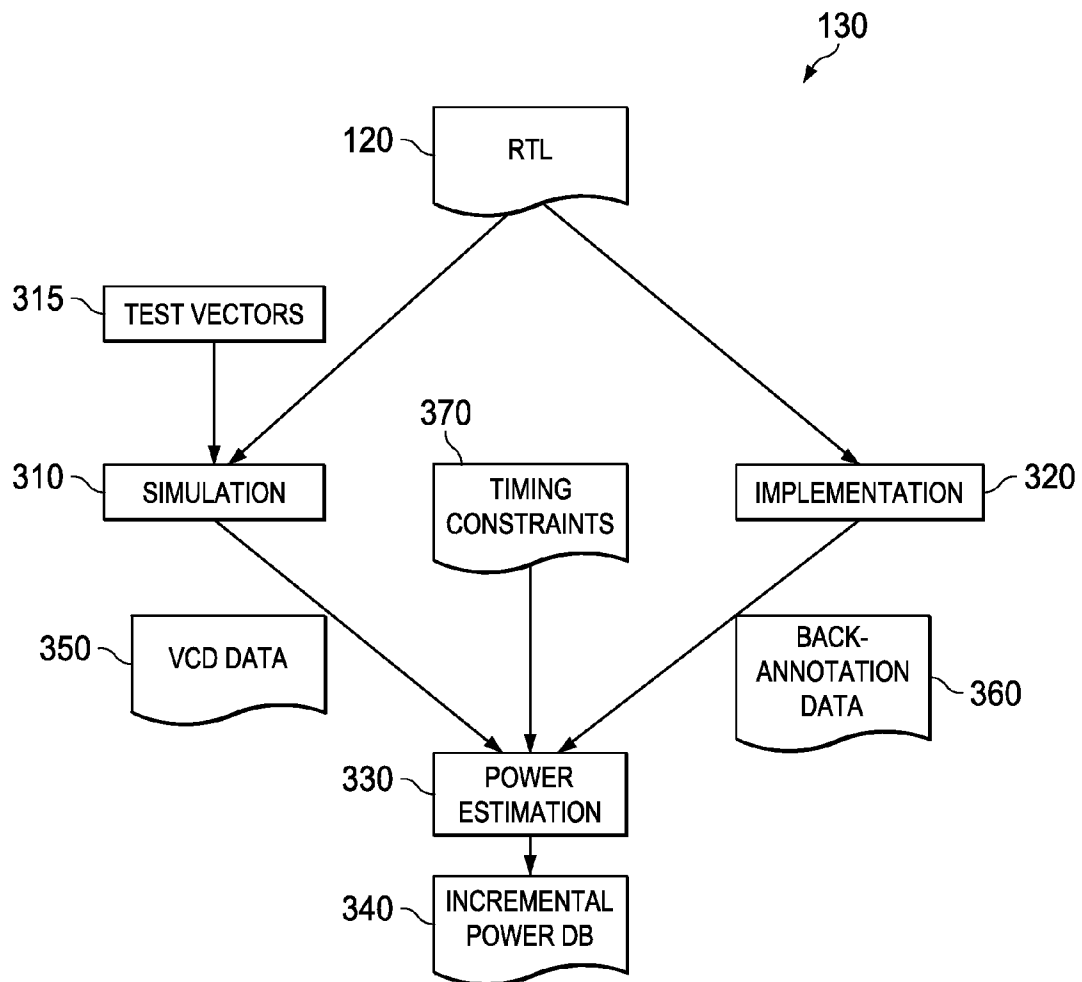 130
120
RTL
315
TEST VECTORS
370
310
SIMULATION
TIMING
CONSTRAINTS
IMPLEMENTATION
320
350
VCD DATA
BACK-
ANNOTATION
DATA
360
330
POWER
ESTIMATION
340
INCREMENTAL
POWER DB